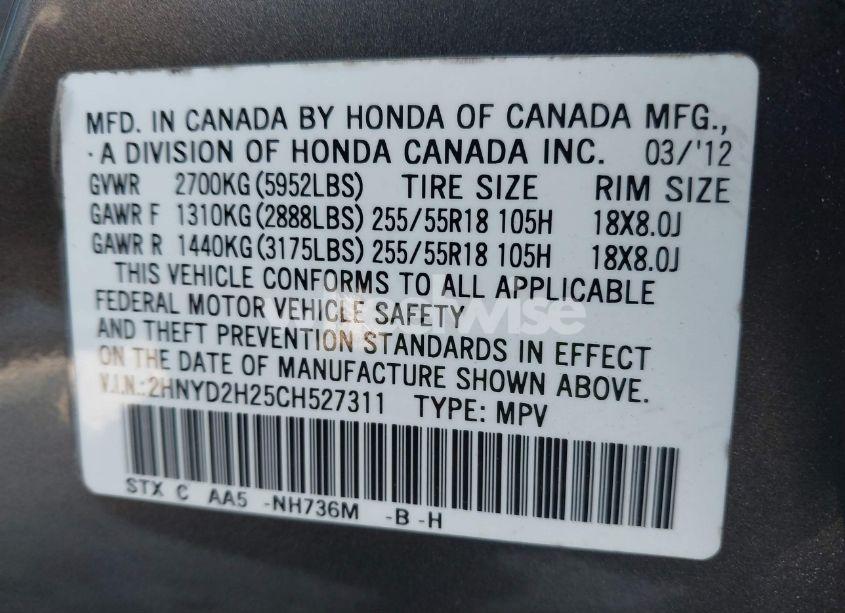 MFD. IN CANADA BY HONDA OF CANADA MFG.,
A DIVISION OF HONDA CANADA INC. 03/'12
GVWR 2700KG(5952LBS) TIRE SIZE RIM SIZE
GAWR F 1310KG(2888LBS) 255/55R18 105H 18X8.0J
GAWR R 1440KG(3175LBS) 255/55R18 105H 18X8.0J
THIS VEHICLE CONFORMS TO ALL APPLICABLE
FEDERAL MOTOR VEHICLE SAFETY
AND THEFT PREVENTION STANDARDS IN EFFECT
ON THE DATE OF MANUFACTURE SHOWN ABOVE.
V.I.N.:2HNYD2H25CH527311 TYPE: MPV
STX C AA5 -NH736M -B -H